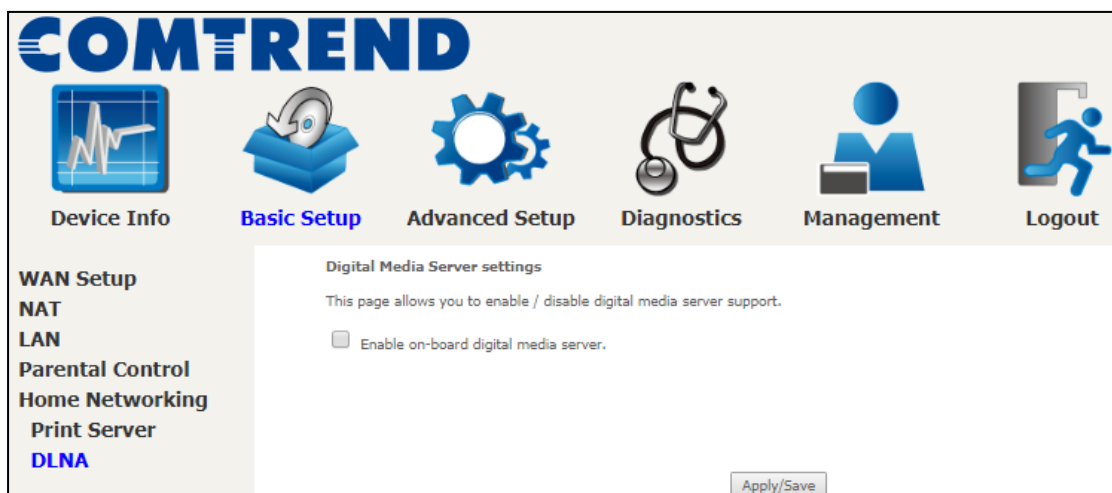 COMTREND
Device Info Basic Setup Advanced Setup Diagnostics Management Logout
WAN Setup
NAT
LAN
Parental Control
Home Networking
Print Server
DLNA
Digital Media Server settings
This page allows you to enable / disable digital media server support.
Enable on-board digital media server.
Apply/Save